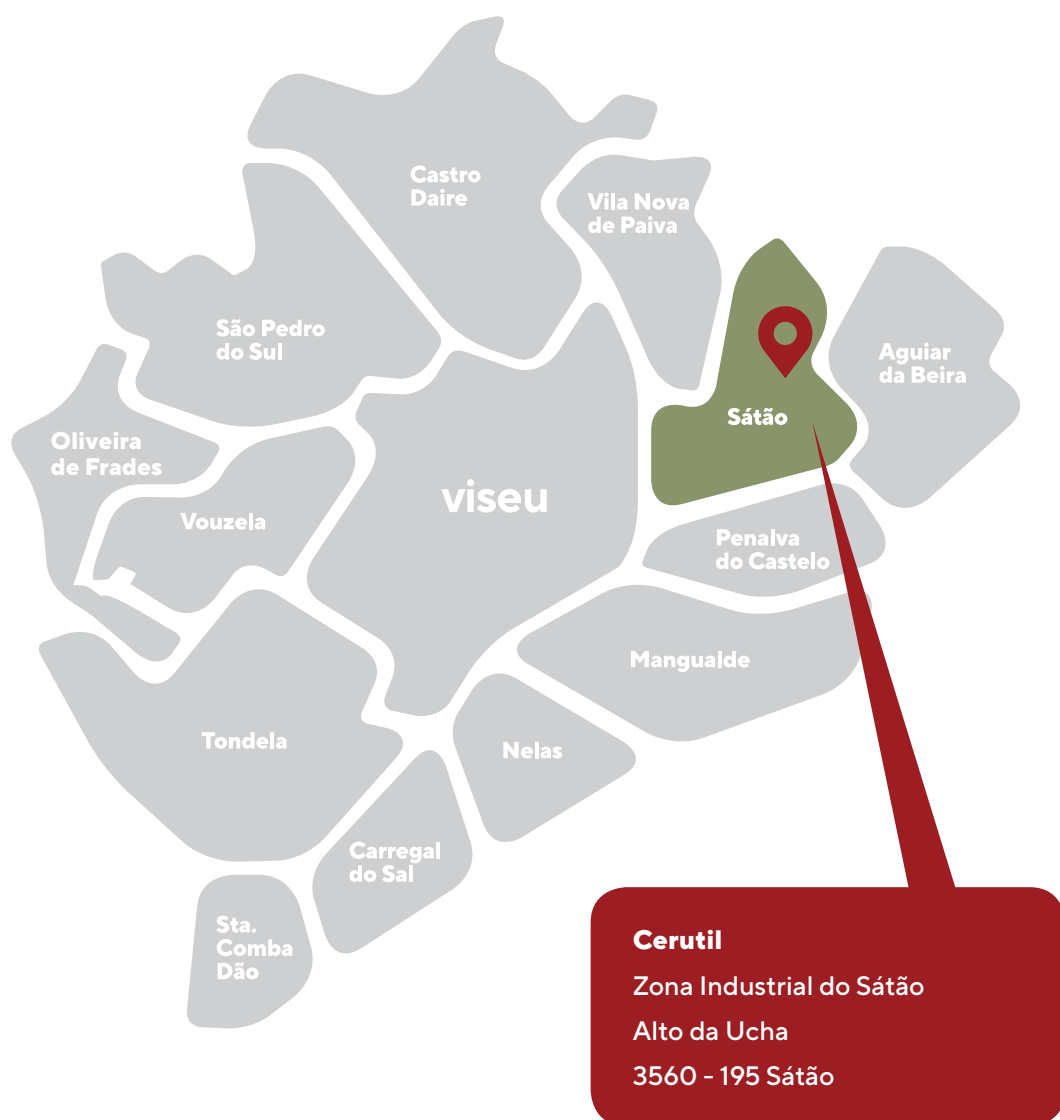 Castro
Daire
Vila Nova
de Paiva
São Pedro
do Sul
Aguiar
da Beira
Sátão
Oliveira
de Frades
viseu
Vouzela
Penalva
do Castelo
Mangualde
Tondela
Nelas
Carregal
do Sal
Sta.
Comba
Dão
Cerutil
Zona Industrial do Sátão
Alto da Ucha
3560 - 195 Sátão